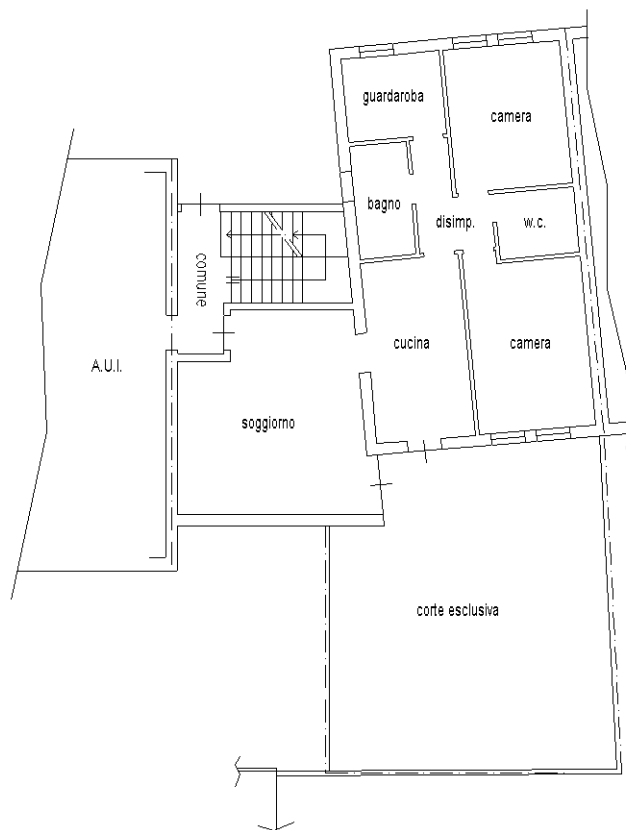 guardaroba
camera
bagno
disimp.
w.c.
comune
cucina
camera
A.U.I.
soggiorno
corte esclusiva